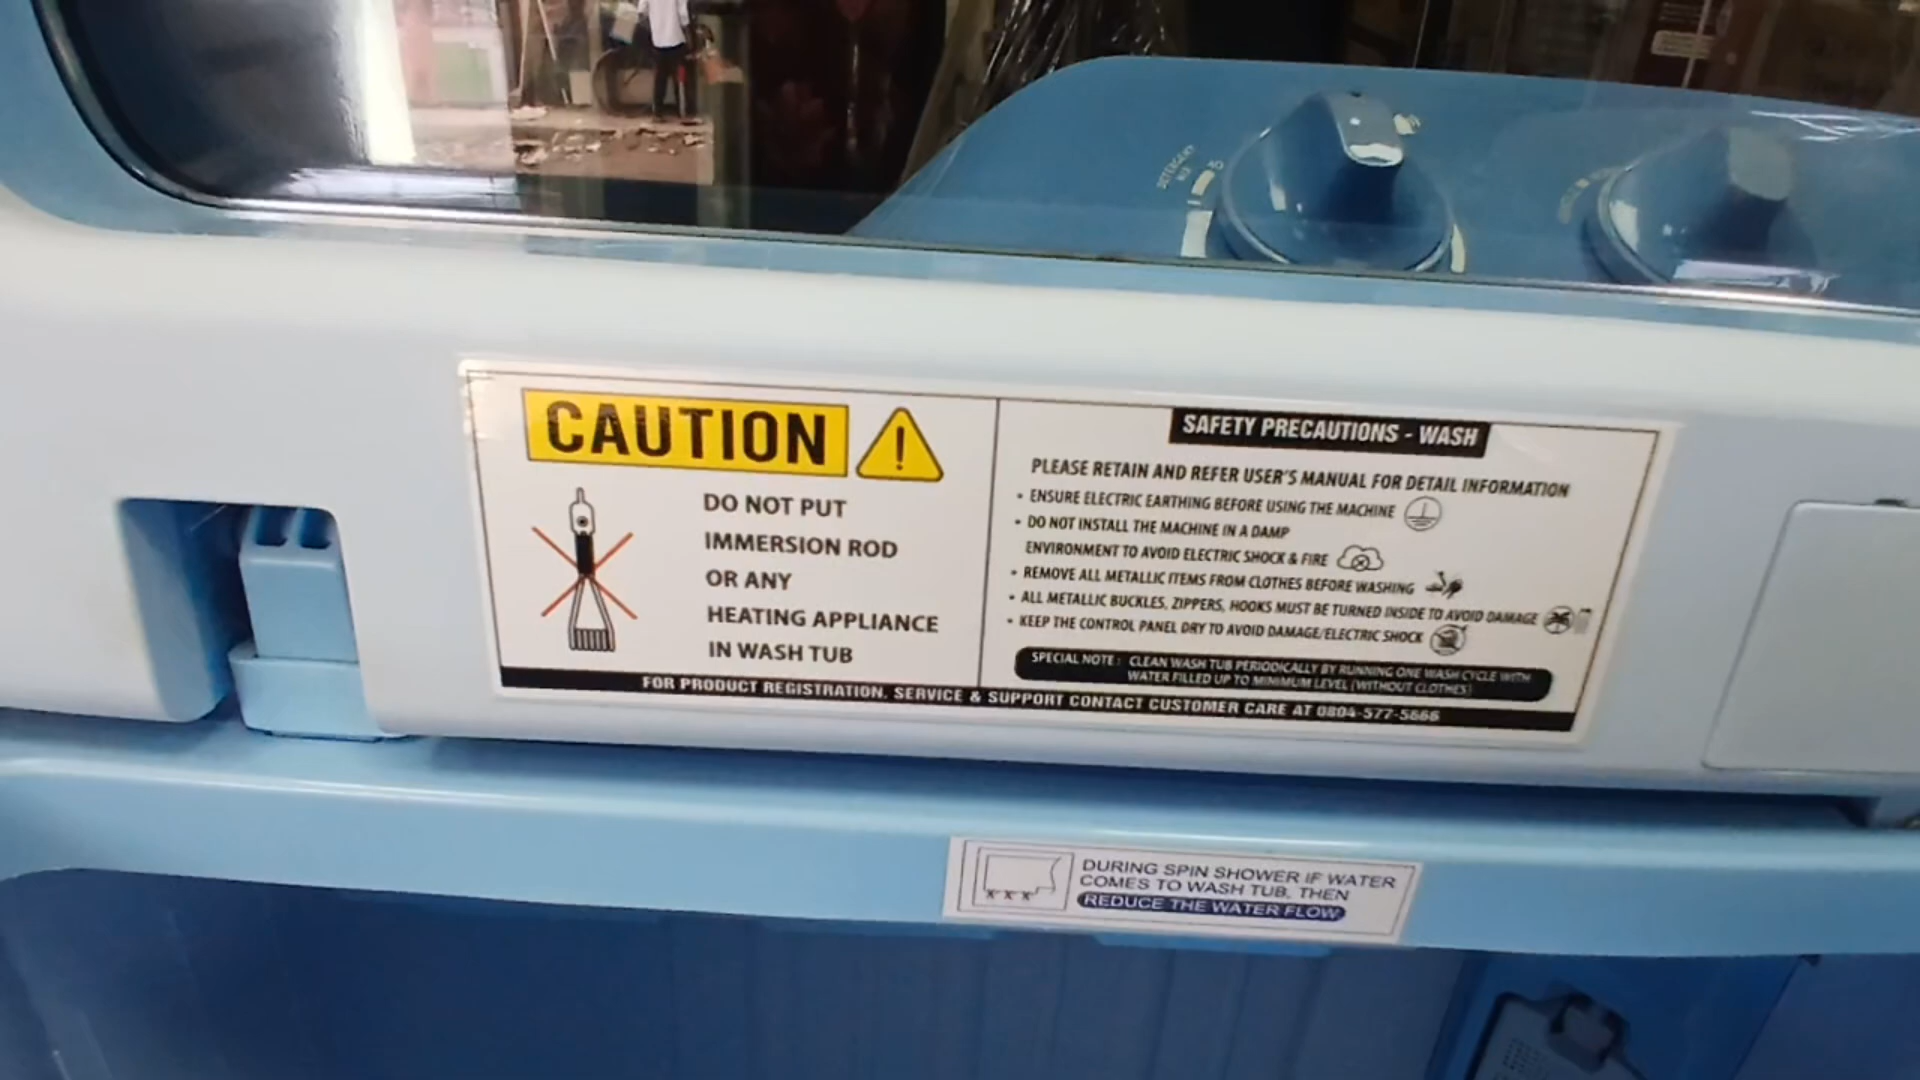 DETERGENT
MIX
CAUTION
DO NOT PUT
IMMERSION ROD
OR ANY
HEATING APPLIANCE
IN WASH TUB
SAFETY PRECAUTIONS - WASH
PLEASE RETAIN AND REFER USER'S MANUAL FOR DETAIL INFORMATION
• ENSURE ELECTRIC EARTHING BEFORE USING THE MACHINE
• DO NOT INSTALL THE MACHINE IN A DAMP
ENVIRONMENT TO AVOID ELECTRIC SHOCK & FIRE
• REMOVE ALL METALLIC ITEMS FROM CLOTHES BEFORE WASHING
• ALL METALLIC BUCKLES, ZIPPERS, HOOKS MUST BE TURNED INSIDE TO AVOID DAMAGE
• KEEP THE CONTROL PANEL DRY TO AVOID DAMAGE/ELECTRIC SHOCK
SPECIAL NOTE : CLEAN WASH TUB PERIODICALLY BY RUNNING ONE WASH CYCLE WITH
WATER FILLED UP TO MINIMUM LEVEL (WITHOUT CLOTHES)
FOR PRODUCT REGISTRATION, SERVICE & SUPPORT CONTACT CUSTOMER CARE AT 0804-577-5666
DURING SPIN SHOWER IF WATER
COMES TO WASH TUB, THEN
REDUCE THE WATER FLOW